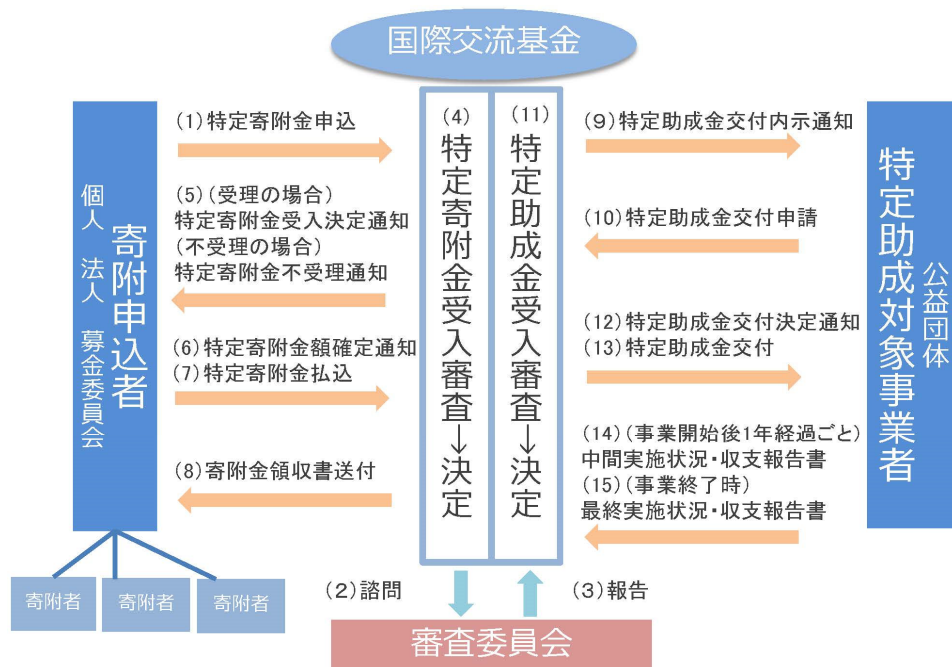 国際交流基金
個人 法人 募金委員会
寄附申込者
(1)特定寄附金申込
(5)(受理の場合)
特定寄附金受入決定通知
(不受理の場合)
特定寄附金不受理通知
(6)特定寄附金額確定通知
(7)特定寄附金払込
(8)寄附金領収書送付
(4)
特定寄附金受入審査→決定
(11)
特定助成金受入審査→決定
(9)特定助成金交付内示通知
(10)特定助成金交付申請
(12)特定助成金交付決定通知
(13)特定助成金交付
(14)(事業開始後1年経過ごと)
中間実施状況・収支報告書
(15)(事業終了時)
最終実施状況・収支報告書
特定助成対象事業者
公益団体
寄附者
寄附者
寄附者
(2)諮問
(3)報告
審査委員会